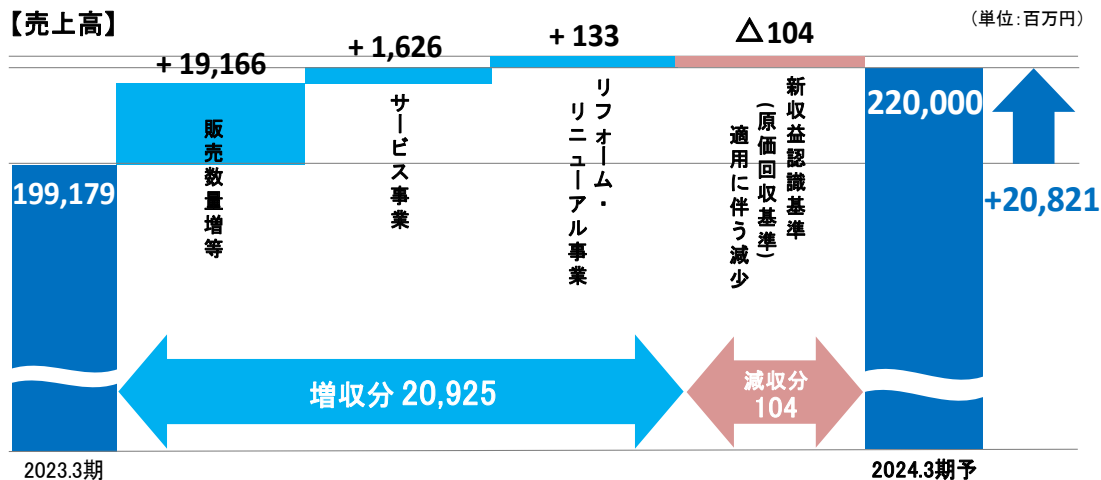 【売上高】
(単位:百万円)
+ 19,166
+ 1,626
+ 133
△104
販売数量増等
サービス事業
リフォーム・
リニューアル事業
新収益認識基準
(原価回収基準)
適用に伴う減少
199,179
220,000
+20,821
増収分 20,925
減収分
104
2023.3期
2024.3期予